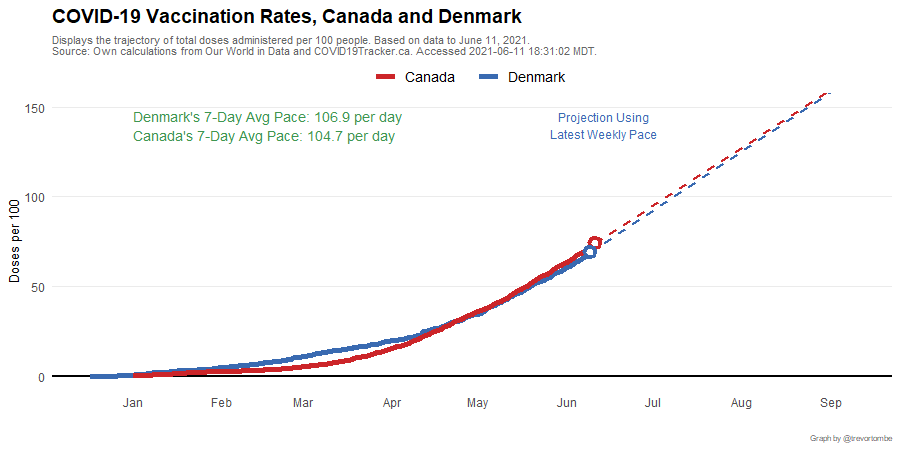 COVID-19 Vaccination Rates, Canada and Denmark
Displays the trajectory of total doses administered per 100 people. Based on data to June 11, 2021.
Source: Own calculations from Our World in Data and COVID19Tracker.ca. Accessed 2021-06-11 18:31:02 MDT.
Canada Denmark
Denmark's 7-Day Avg Pace: 106.9 per day
Canada's 7-Day Avg Pace: 104.7 per day
Projection Using
Latest Weekly Pace
Doses per 100
150
100
50
0
Jan Feb Mar Apr May Jun Jul Aug Sep
Graph by @trevortombe